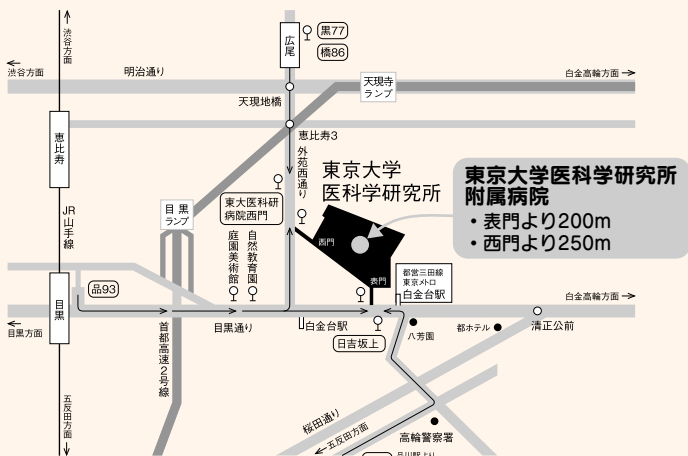 渋谷方面
渋谷方面
明治通り
広尾
黒77
橋86
天現寺
ランプ
白金高輪方面
天現地橋
恵比寿3
恵比寿
外苑西通り
東京大学
医科学研究所
東京大学医科学研究所
附属病院
・表門より200m
・西門より250m
JR山手線
目黒
ランプ
東大医科研
病院西門
西門
表門
庭園美術館
自然教育園
都営三田線
東京メトロ
白金台駅
品93
目黒
目黒方面
目黒通り
白金台駅
日吉坂上
八芳園
都ホテル
清正公前
白金高輪方面
首都高速2号線
桜田通り
五反田方面
五反田方面
高輪警察署